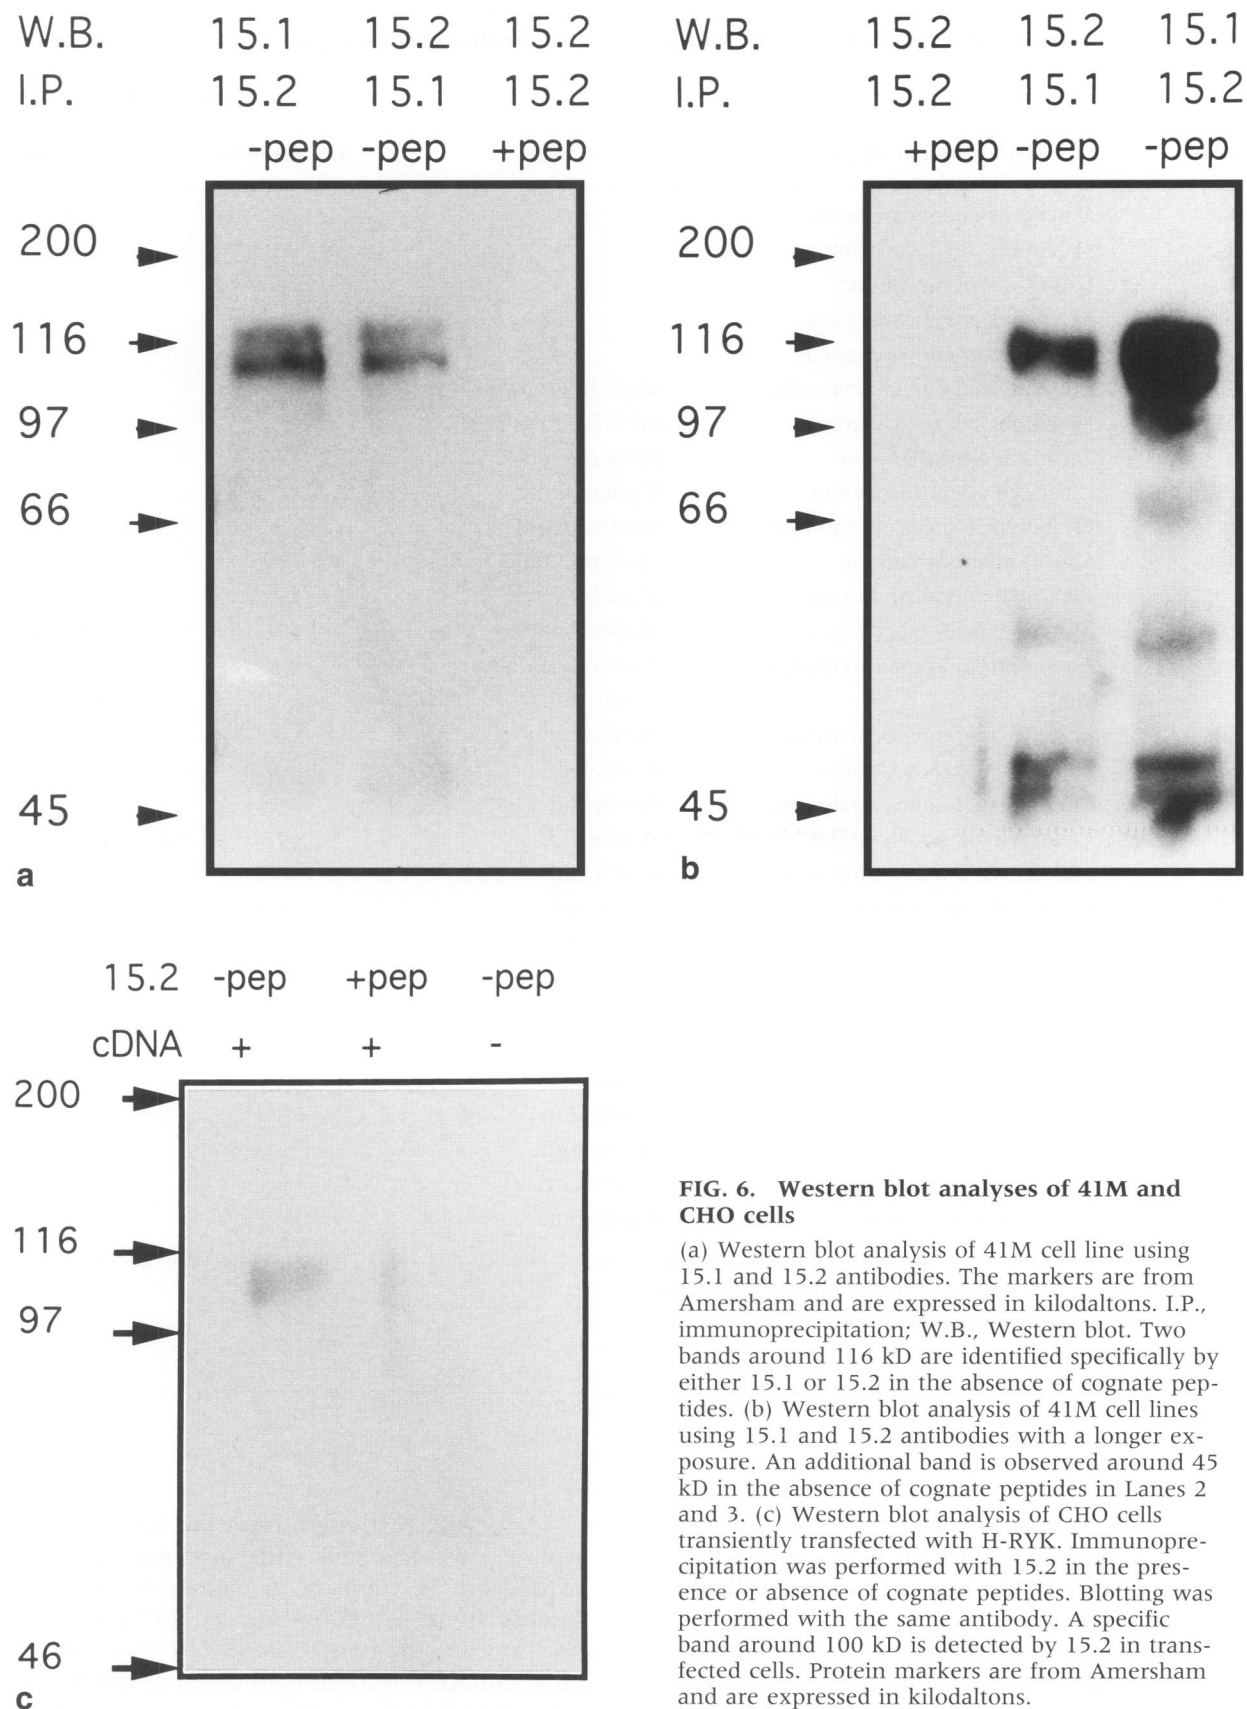 W.B. 15.1 15.2 15.2
I.P. 15.2 15.1 15.2
-pep -pep +pep
200
116
97
66
45
a
W.B. 15.2 15.2 15.1
I.P. 15.2 15.1 15.2
+pep -pep -pep
200
116
97
66
45
b
15.2 -pep +pep -pep
cDNA + + -
200
116
97
46
c
FIG. 6. Western blot analyses of 41M and
CHO cells
(a) Western blot analysis of 41M cell line using
15.1 and 15.2 antibodies. The markers are from
Amersham and are expressed in kilodaltons. I.P.,
immunoprecipitation; W.B., Western blot. Two
bands around 116 kD are identified specifically by
either 15.1 or 15.2 in the absence of cognate pep-
tides. (b) Western blot analysis of 41M cell lines
using 15.1 and 15.2 antibodies with a longer ex-
posure. An additional band is observed around 45
kD in the absence of cognate peptides in Lanes 2
and 3. (c) Western blot analysis of CHO cells
transiently transfected with H-RYK. Immunopre-
cipitation was performed with 15.2 in the pres-
ence or absence of cognate peptides. Blotting was
performed with the same antibody. A specific
band around 100 kD is detected by 15.2 in trans-
fected cells. Protein markers are from Amersham
and are expressed in kilodaltons.